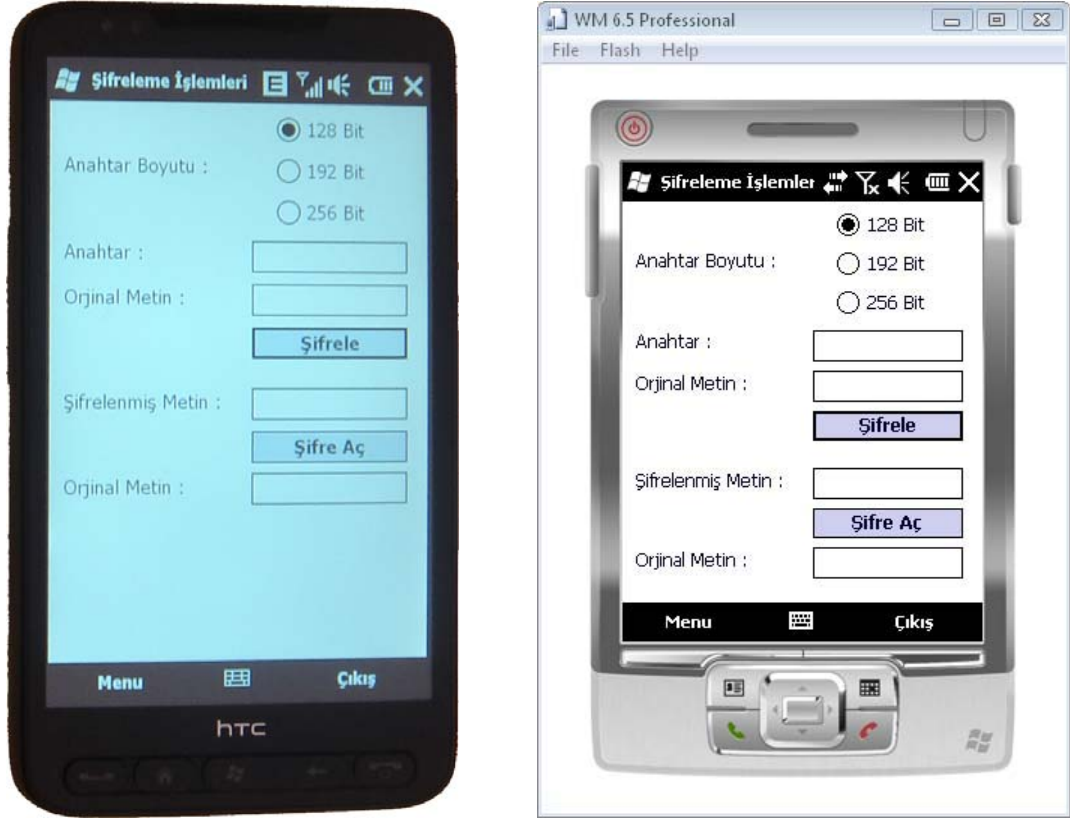 Şifreleme İşlemleri
128 Bit
Anahtar Boyutu :
192 Bit
256 Bit
Anahtar :
Orjinal Metin :
Şifrele
Şifrelenmiş Metin :
Şifre Aç
Orjinal Metin :
Menu
Çıkış
hTC
WM 6.5 Professional
File Flash Help
Şifreleme İşlemler
128 Bit
Anahtar Boyutu :
192 Bit
256 Bit
Anahtar :
Orjinal Metin :
Şifrele
Şifrelenmiş Metin :
Şifre Aç
Orjinal Metin :
Menu
Çıkış